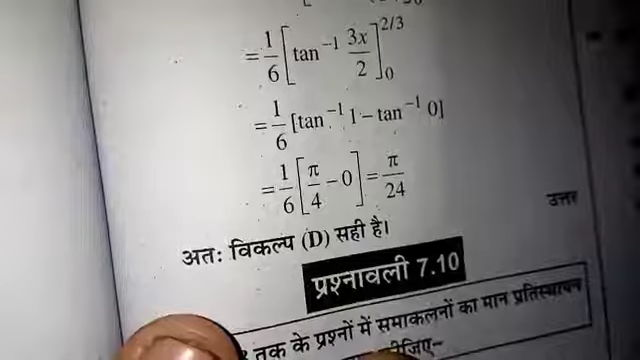 = 1/6 [ tan⁻¹ 3x/2 ]₀^{2/3}
= 1/6 [tan⁻¹ 1 − tan⁻¹ 0]
= 1/6 [ π/4 − 0 ] = π/24
उत्तर
अतः विकल्प (D) सही है।
प्रश्नावली 7.10
तक के प्रश्नों में समाकलनों का मान प्रतिस्थापन